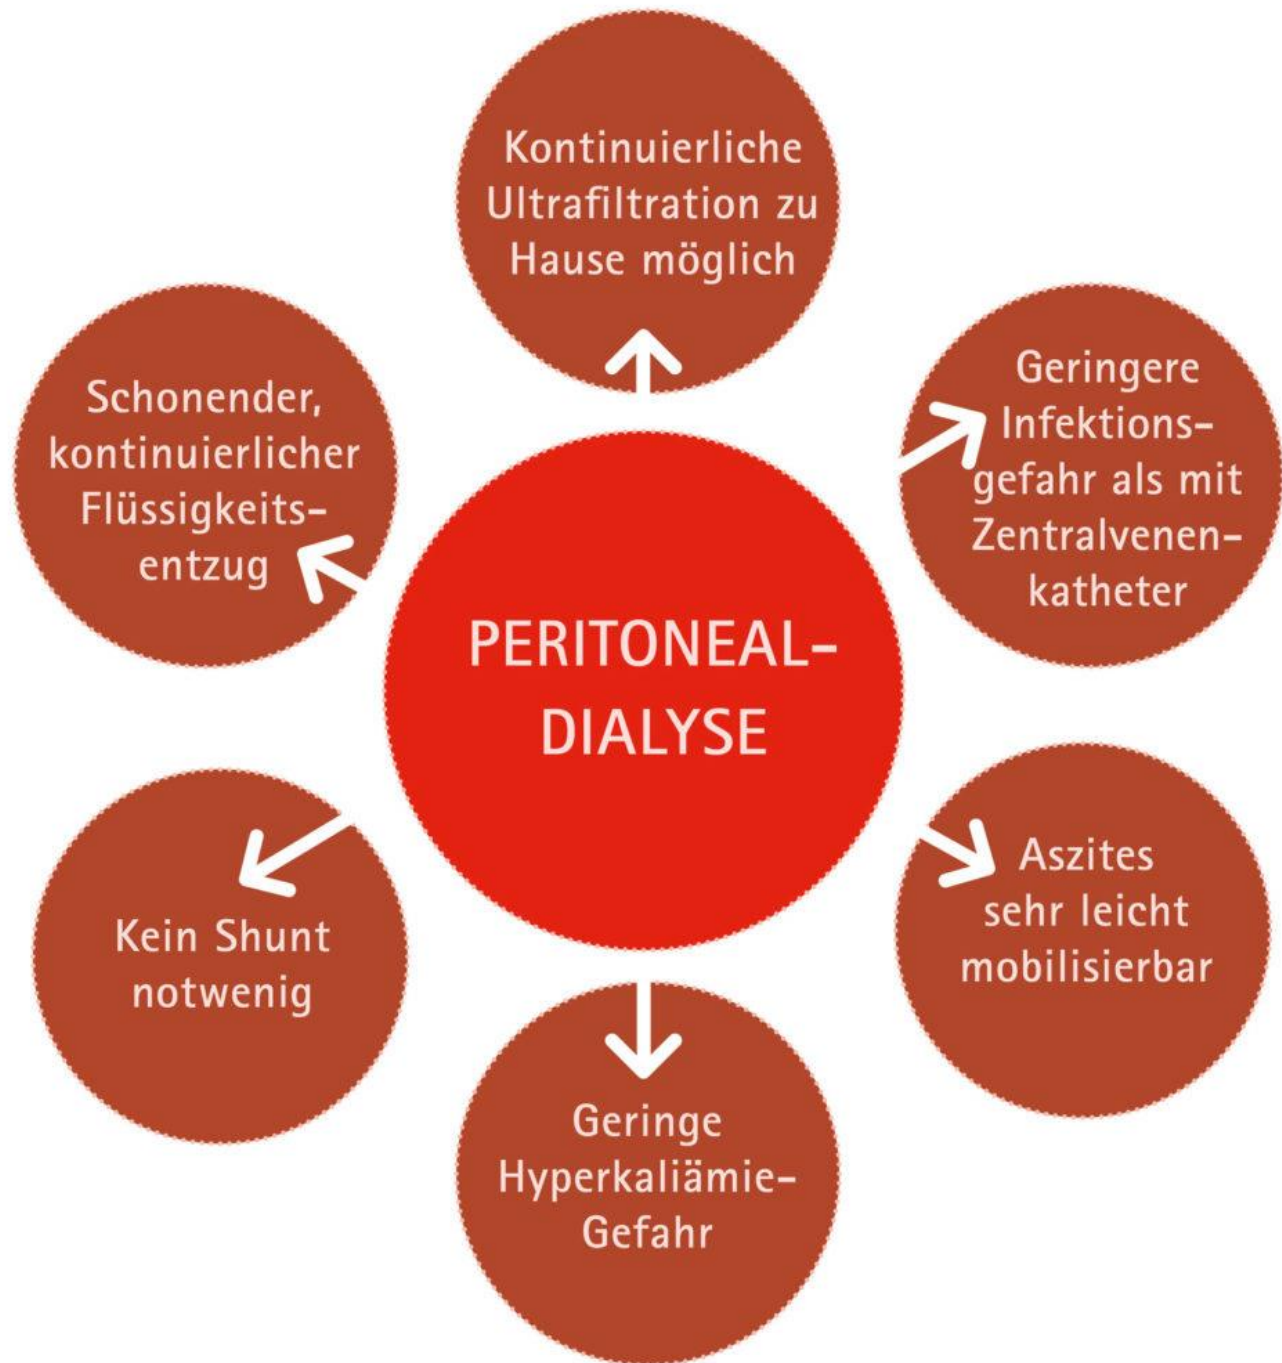 Kontinuierliche
Ultrafiltration zu
Hause möglich
Geringere
Infektions-
gefahr als mit
Zentralvenen-
katheter
Aszites
sehr leicht
mobilisierbar
Geringe
Hyperkaliämie-
Gefahr
Kein Shunt
notwenig
Schonender,
kontinuierlicher
Flüssigkeits-
entzug
PERITONEAL-
DIALYSE